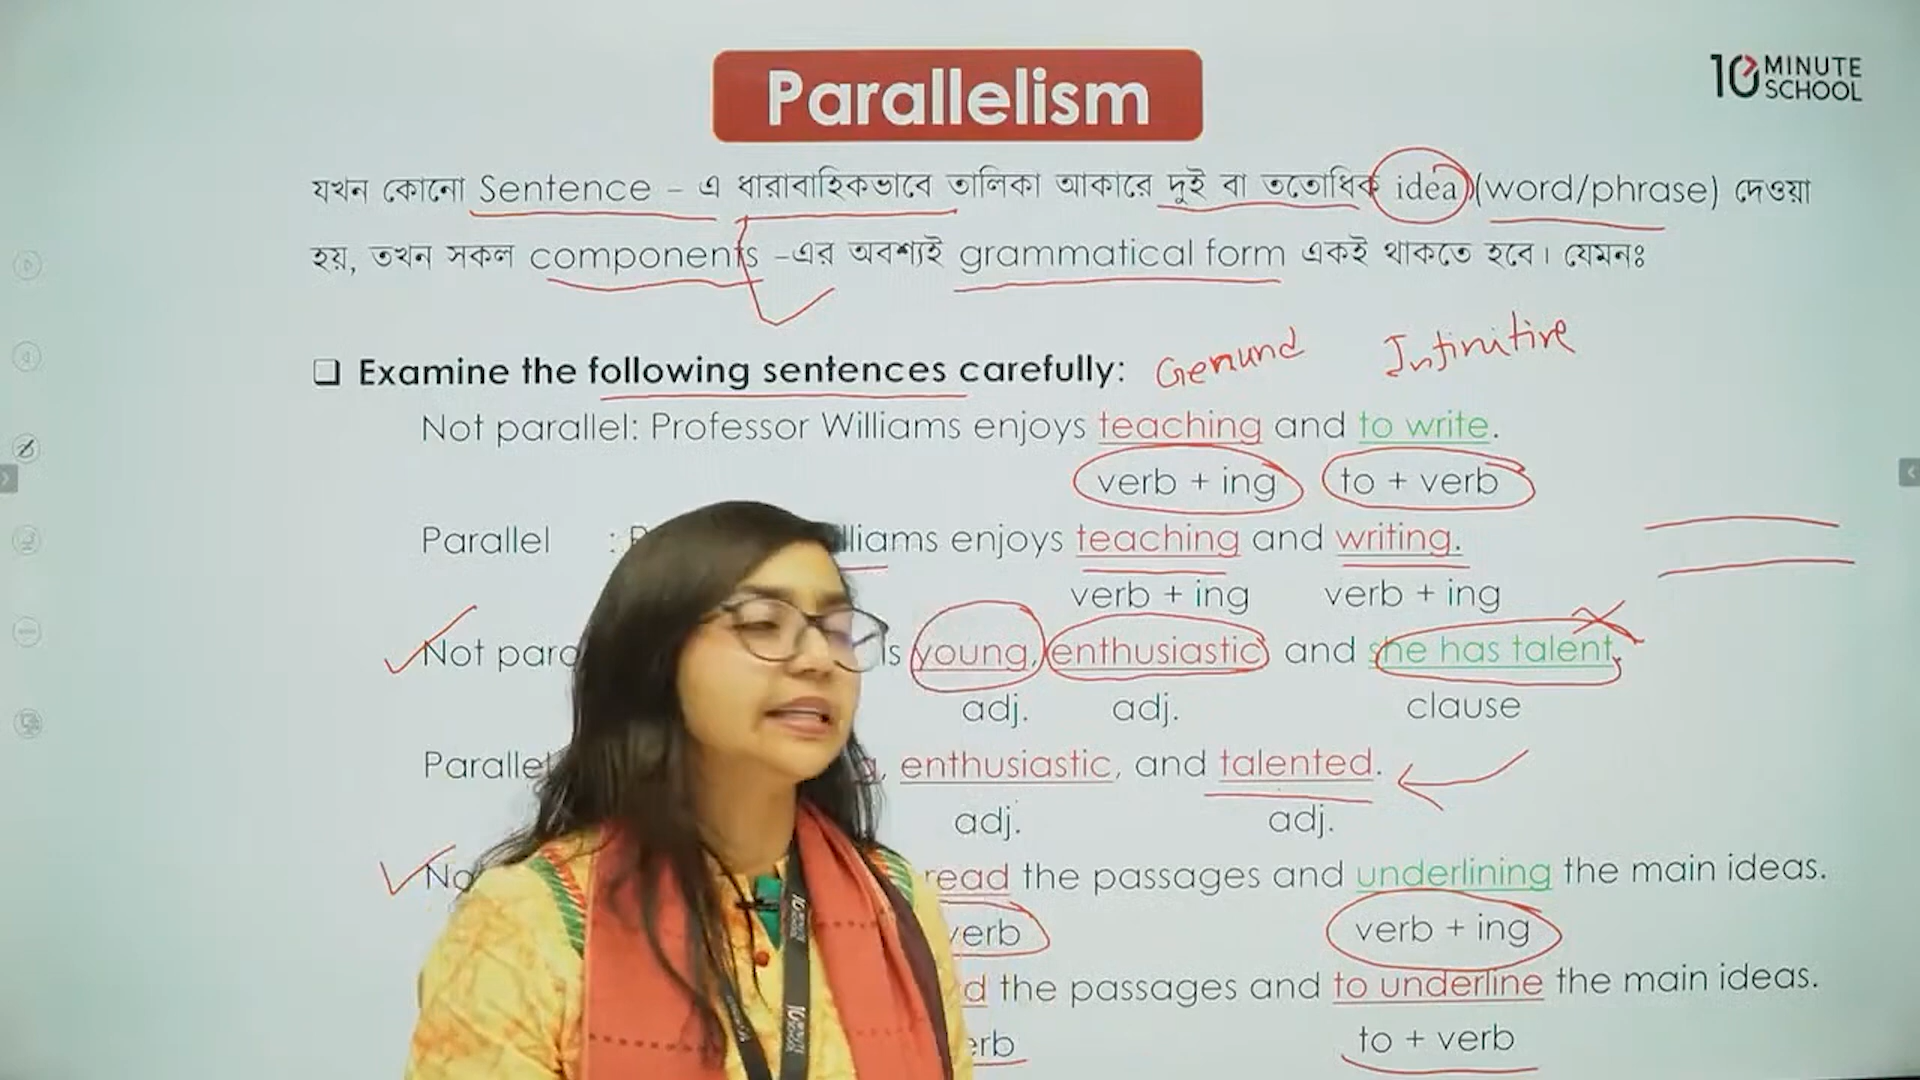 Parallelism
10 MINUTE SCHOOL
যখন কোনো Sentence – এ ধারাবাহিকভাবে তালিকা আকারে দুই বা ততোধিক idea (word/phrase) দেওয়া
হয়, তখন সকল components –এর অবশ্যই grammatical form একই থাকতে হবে। যেমনঃ
Gerund Infinitive
❑ Examine the following sentences carefully:
Not parallel: Professor Williams enjoys teaching and to write.
verb + ing to + verb
Parallel : enjoys teaching and writing.
verb + ing verb + ing
Not young, enthusiastic and she has talent.
adj. adj. clause
enthusiastic, and talented.
adj. adj.
read the passages and underlining the main ideas.
verb + ing
the passages and to underline the main ideas.
to + verb